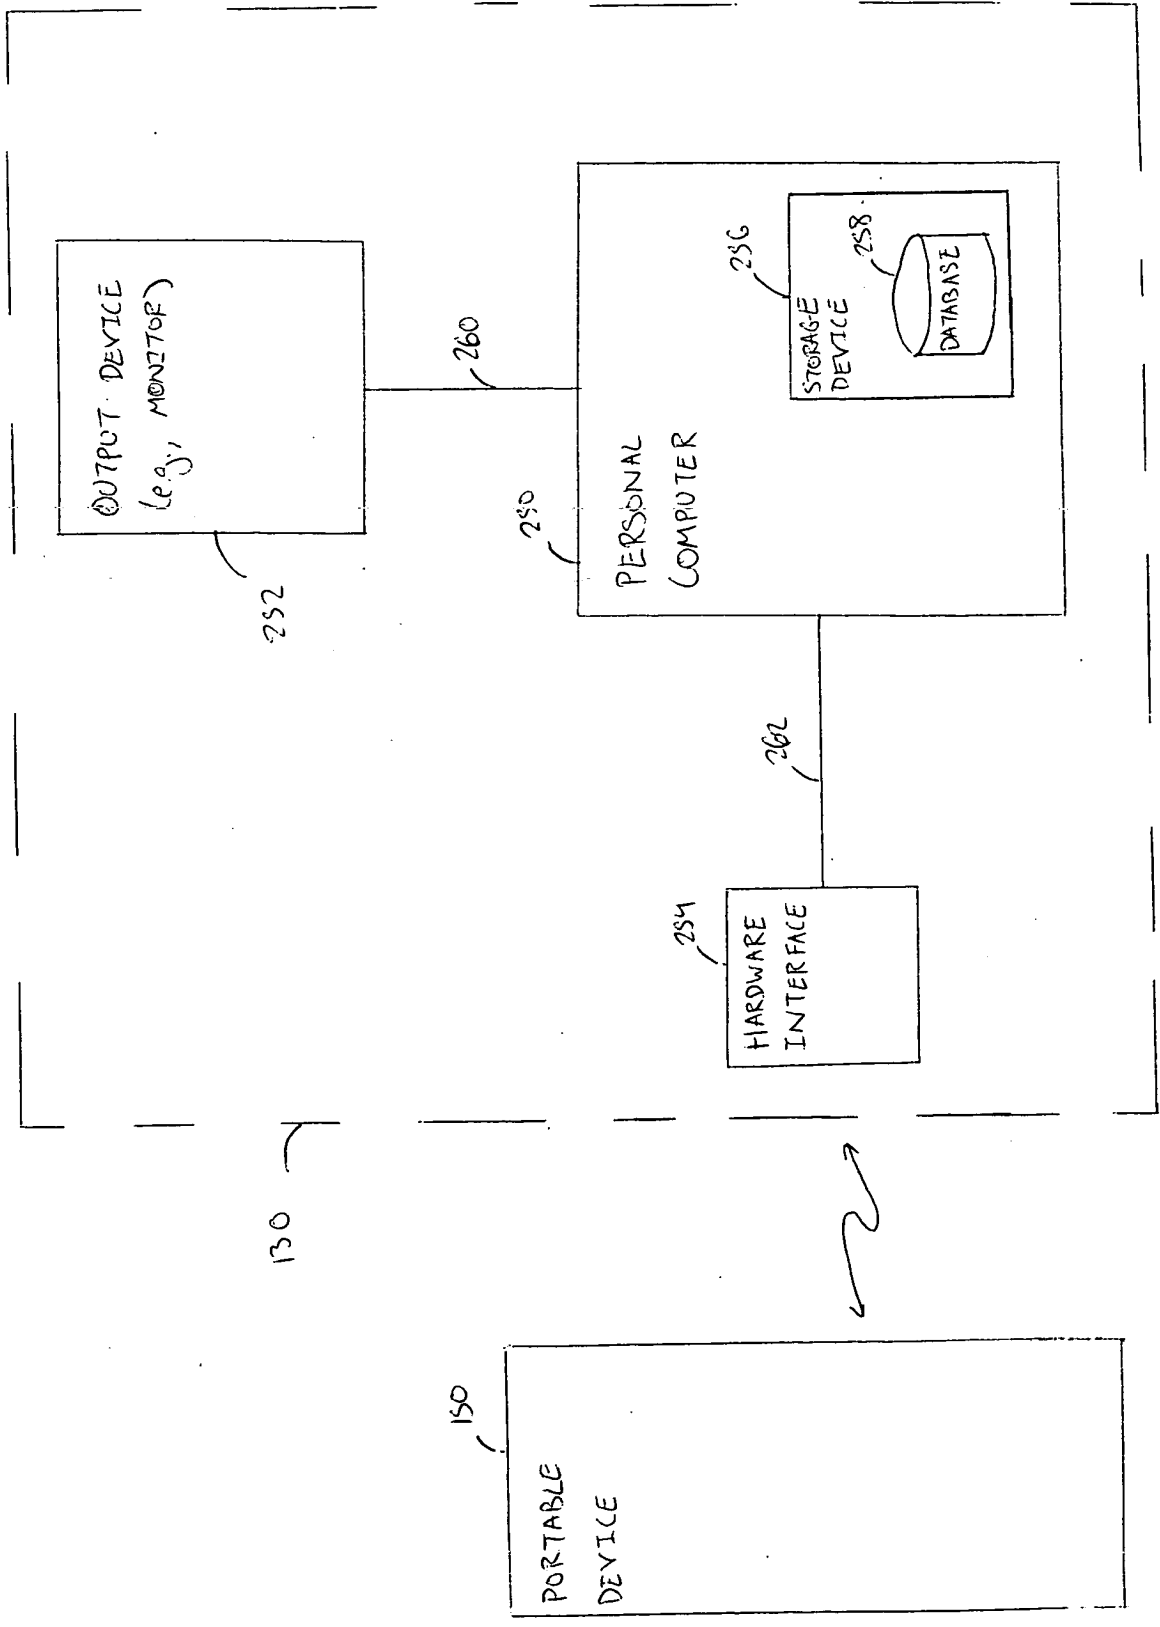 OUTPUT DEVICE
(e.g., MONITOR)
252
260
250
PERSONAL
COMPUTER
256
STORAGE
DEVICE
258
DATABASE
262
254
HARDWARE
INTERFACE
130
150
PORTABLE
DEVICE